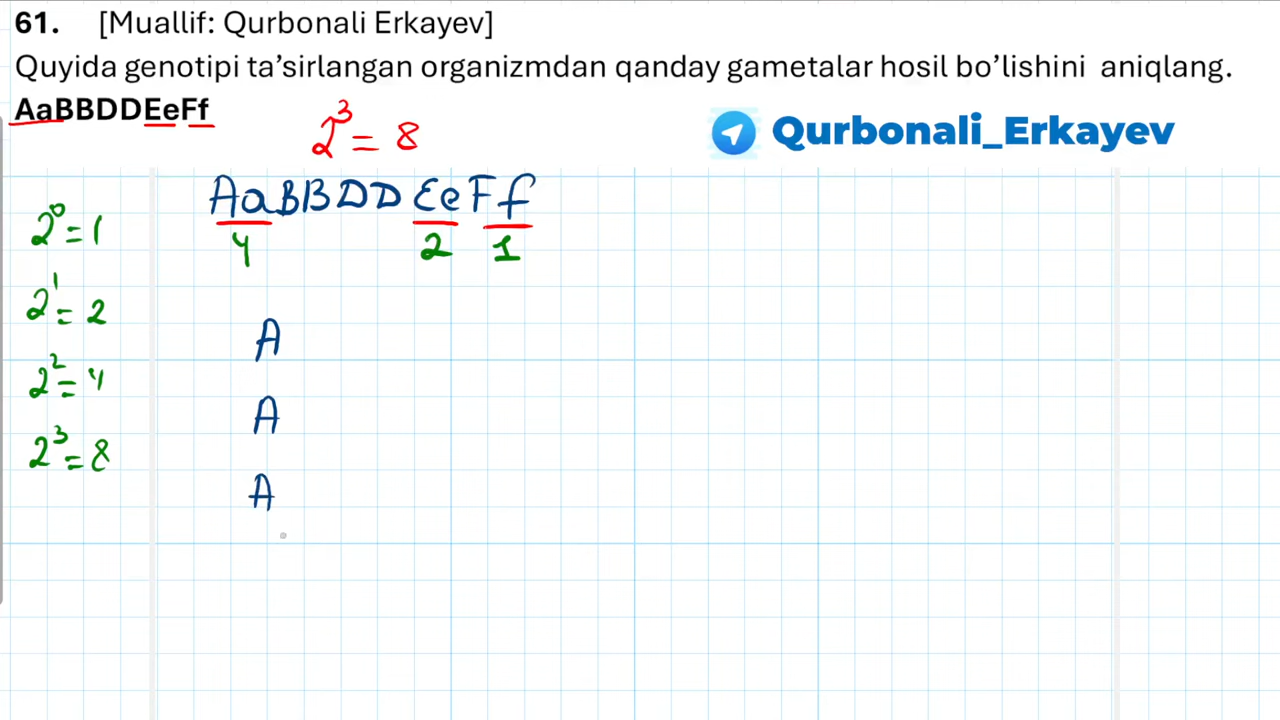 61. [Muallif: Qurbonali Erkayev]
Quyida genotipi ta’sirlangan organizmdan qanday gametalar hosil bo’lishini aniqlang.
AaBBDDEeFf
2³ = 8
Qurbonali_Erkayev
AaBBDDEeFf
4 2 1
2⁰ = 1
2¹ = 2
2² = 4
2³ = 8
A
A
A